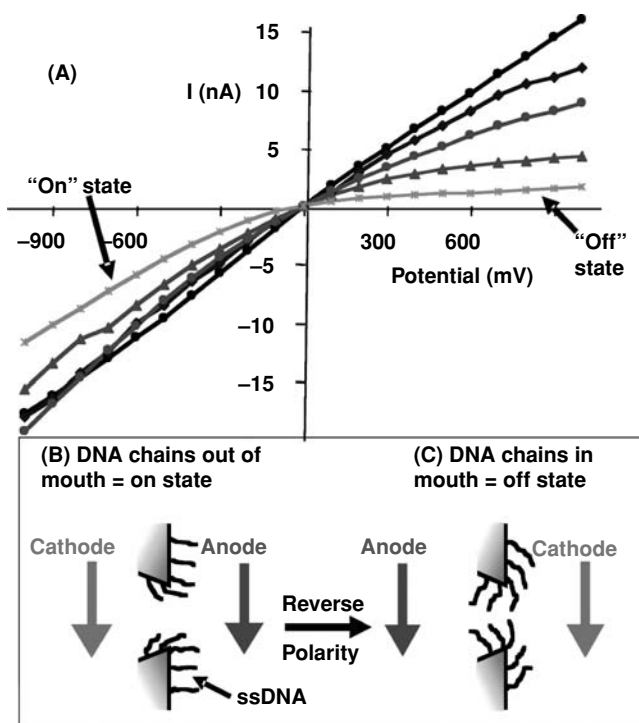 (A)
I (nA)
15
10
5
"On" state
−900
−600
300
600
"Off"
state
Potential (mV)
−5
−10
−15
(B) DNA chains out of
mouth = on state
(C) DNA chains in
mouth = off state
Cathode
Anode
Anode
Cathode
Reverse
Polarity
ssDNA